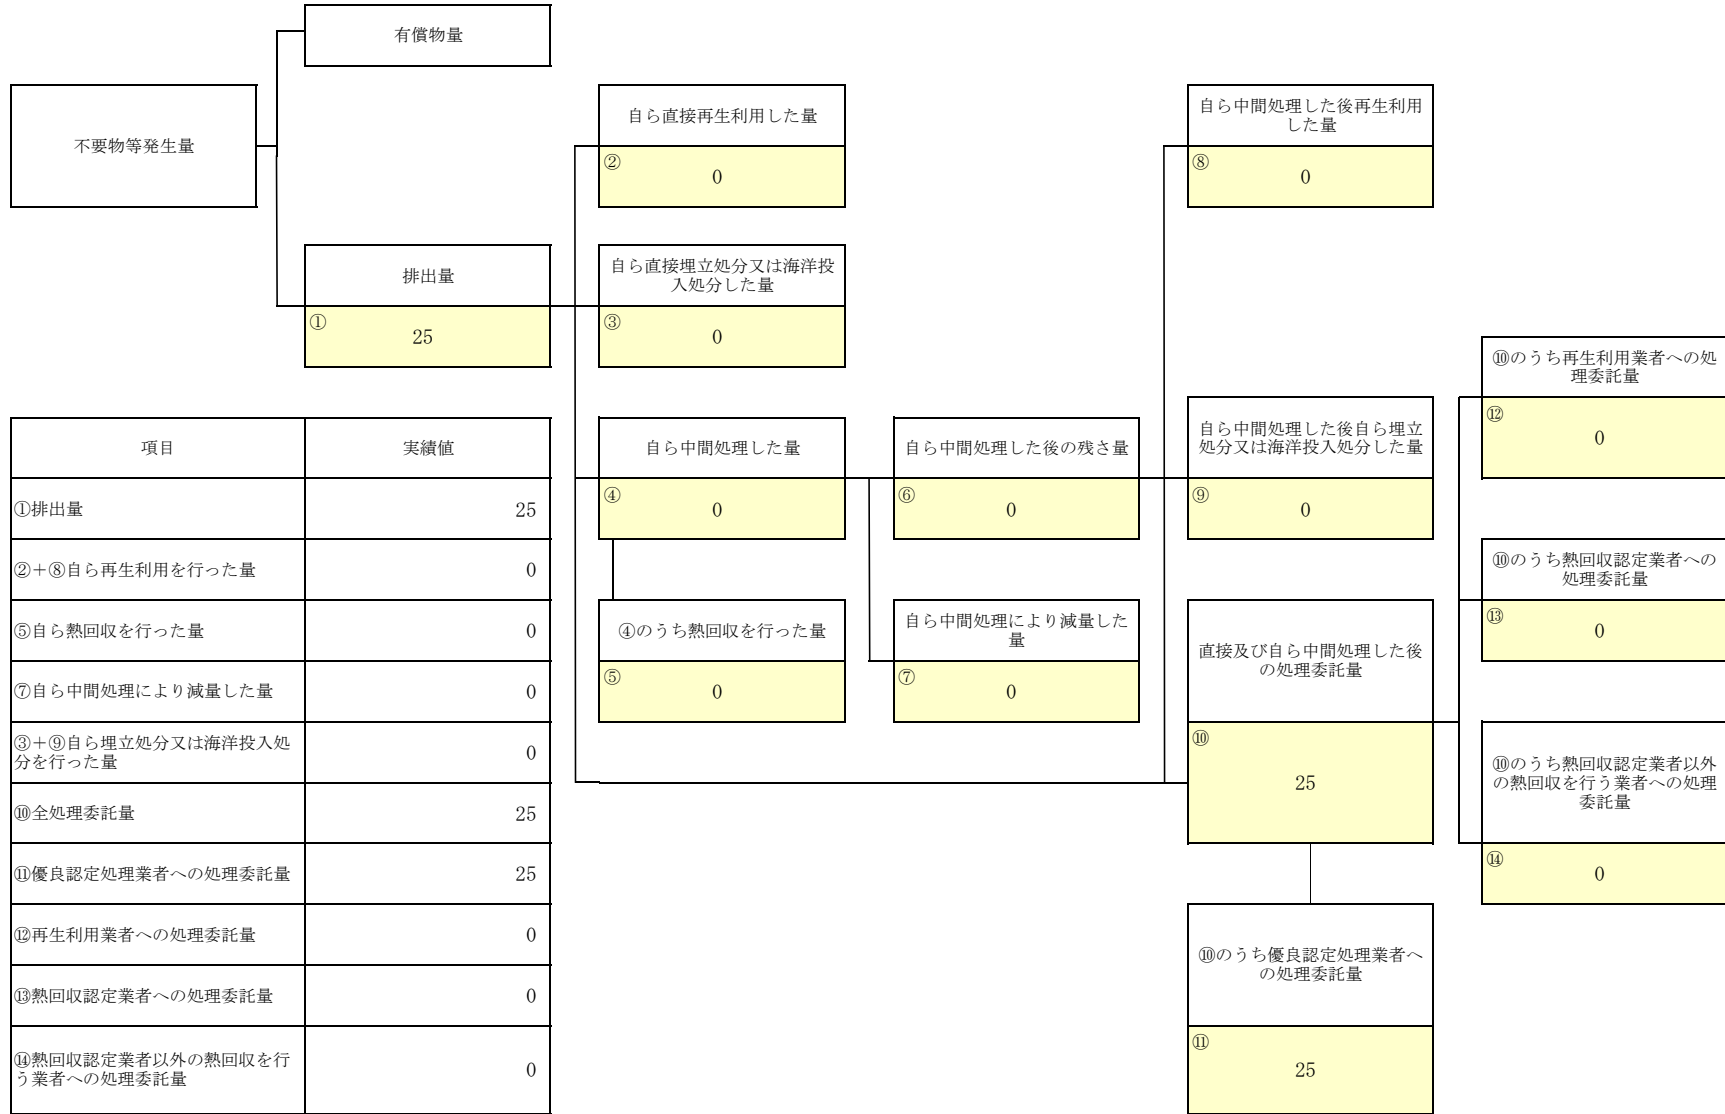 有償物量
不要物等発生量
自ら直接再生利用した量
②
0
自ら中間処理した後再生利用
した量
⑧
0
排出量
①
25
自ら直接埋立処分又は海洋投
入処分した量
③
0
⑩のうち再生利用業者への処
理委託量
⑫
0
自ら中間処理した量
④
0
自ら中間処理した後の残さ量
⑥
0
自ら中間処理した後自ら埋立
処分又は海洋投入処分した量
⑨
0
⑩のうち熱回収認定業者への
処理委託量
⑬
0
④のうち熱回収を行った量
⑤
0
自ら中間処理により減量した
量
⑦
0
直接及び自ら中間処理した後
の処理委託量
⑩
25
⑩のうち熱回収認定業者以外
の熱回収を行う業者への処理
委託量
⑭
0
⑩のうち優良認定処理業者へ
の処理委託量
⑪
25
項目 実績値
①排出量 25
②＋⑧自ら再生利用を行った量 0
⑤自ら熱回収を行った量 0
⑦自ら中間処理により減量した量 0
③＋⑨自ら埋立処分又は海洋投入処
分を行った量 0
⑩全処理委託量 25
⑪優良認定処理業者への処理委託量 25
⑫再生利用業者への処理委託量 0
⑬熱回収認定業者への処理委託量 0
⑭熱回収認定業者以外の熱回収を行
う業者への処理委託量 0